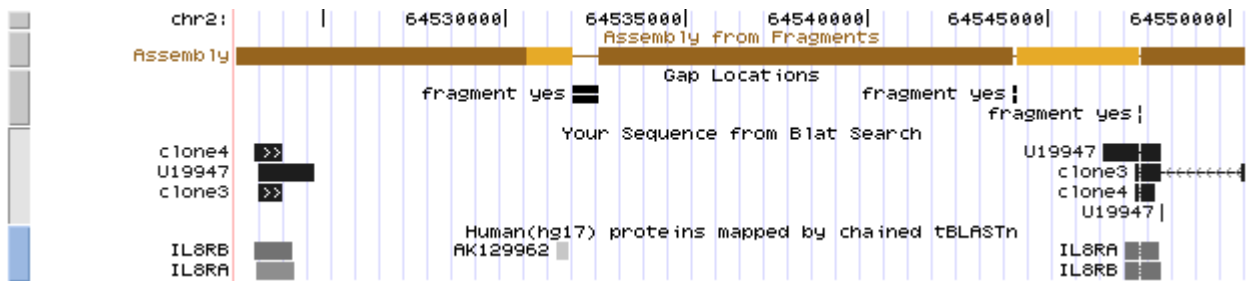 chr2: | 64530000| 64535000| 64540000| 64545000| 64550000|
Assembly from Fragments
Assembly
Gap Locations
fragment yes fragment yes
fragment yes
Your Sequence from Blat Search
clone4 >> U19947
U19947 clone3 <<<<<<<<
clone3 >> clone4
U19947
Human(hg17) proteins mapped by chained tBLASTn
IL8RB AK129962 IL8RA
IL8RA IL8RB